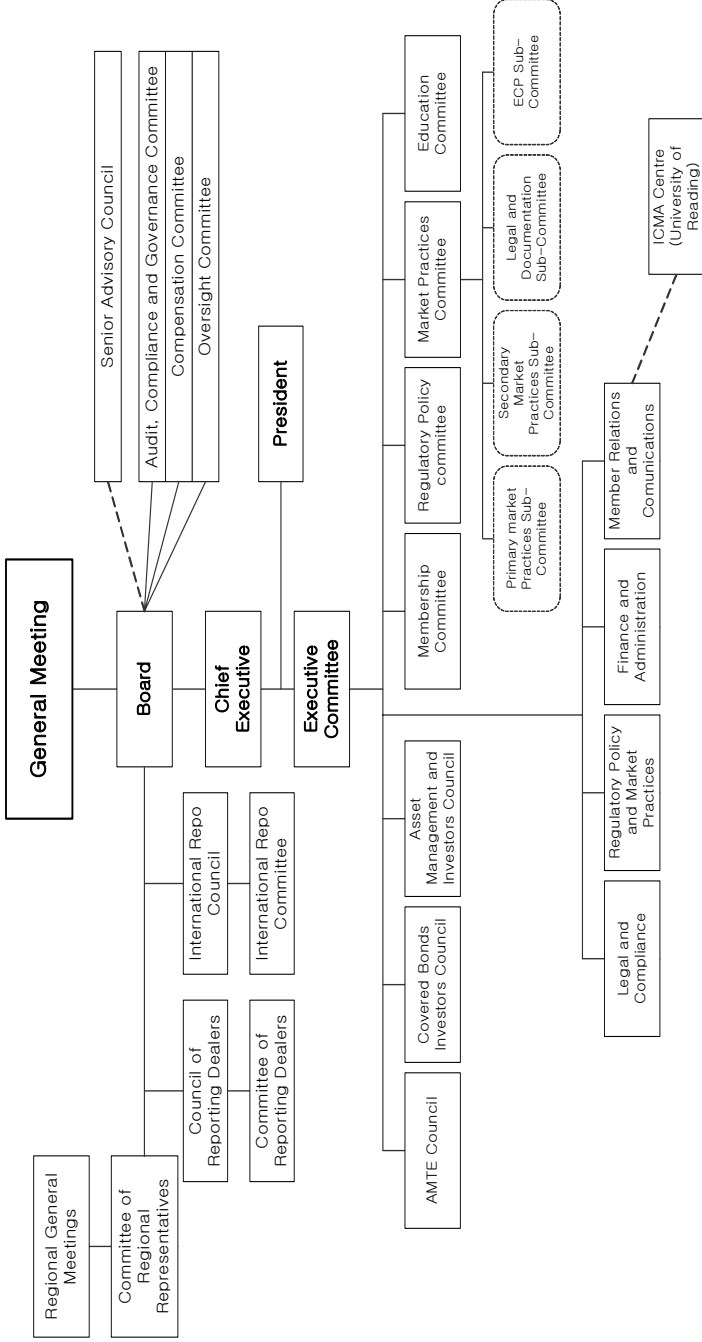 General Meeting
Senior Advisory Council
Audit, Compliance and Governance Committee
Compensation Committee
Oversight Committee
Regional General
Meetings
Committee of
Regional
Representatives
Board
Council of
Reporting Dealers
Committee of
Reporting Dealers
International Repo
Council
International Repo
Committee
Chief
Executive
President
Executive
Committee
AMTE Council
Covered Bonds
Investors Council
Asset
Management and
Investors Council
Membership
Committee
Regulatory Policy
committee
Market Practices
Committee
Education
Committee
Primary market
Practices Sub-
Committee
Secondary
Market
Practices Sub-
Committee
Legal and
Documentation
Sub-Committee
ECP Sub-
Committee
Legal and
Compliance
Regulatory Policy
and Market
Practices
Finance and
Administration
Member Relations
and
Comunications
ICMA Centre
(University of
Reading)